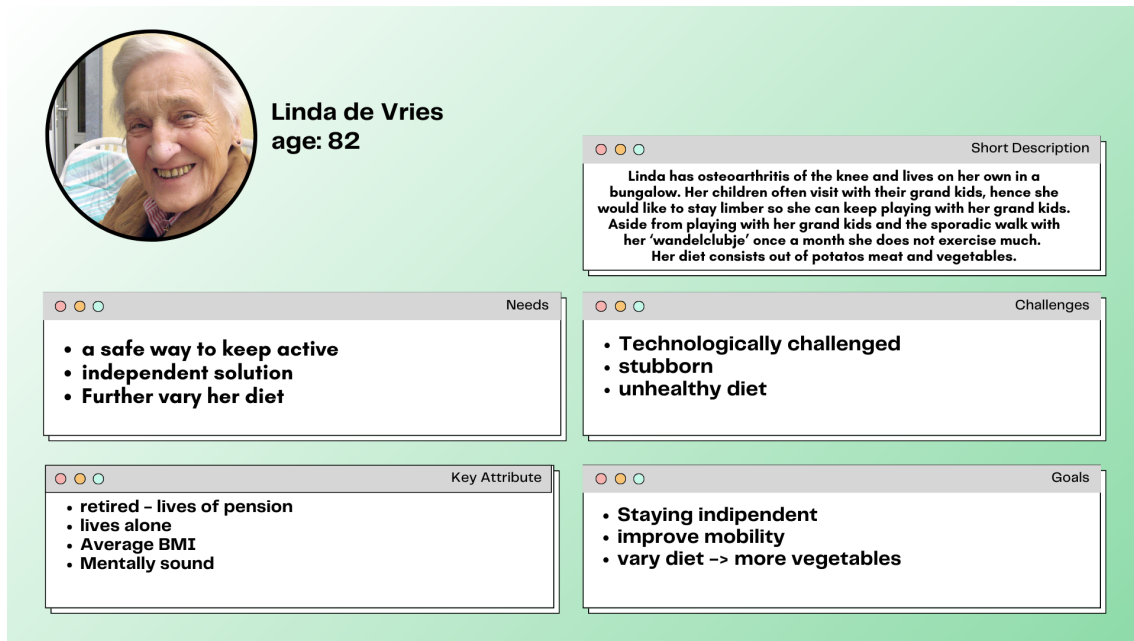 Linda de Vries
age: 82
Short Description
Linda has osteoarthritis of the knee and lives on her own in a
bungalow. Her children often visit with their grand kids, hence she
would like to stay limber so she can keep playing with her grand kids.
Aside from playing with her grand kids and the sporadic walk with
her ‘wandelclubje’ once a month she does not exercise much.
Her diet consists out of potatos meat and vegetables.
Needs
• a safe way to keep active
• independent solution
• Further vary her diet
Challenges
• Technologically challenged
• stubborn
• unhealthy diet
Key Attribute
• retired - lives of pension
• lives alone
• Average BMI
• Mentally sound
Goals
• Staying indipendent
• improve mobility
• vary diet -> more vegetables